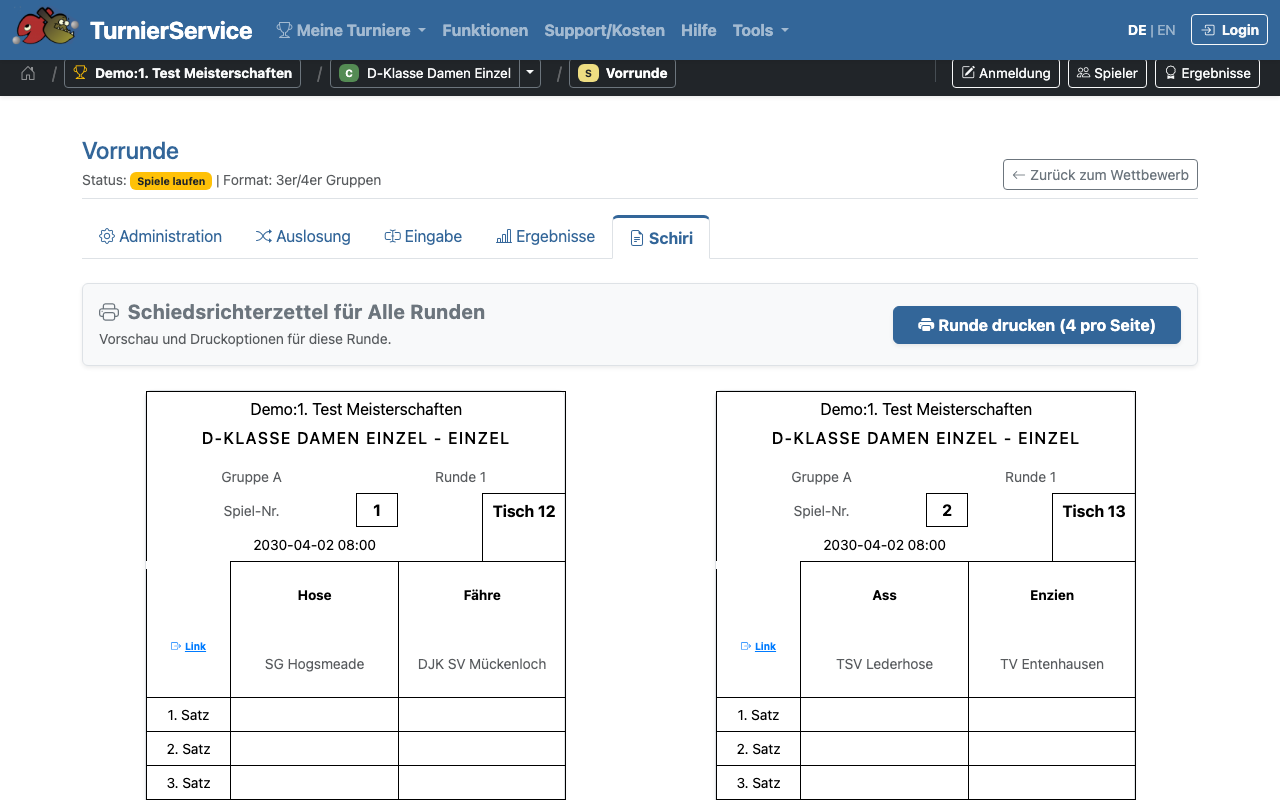 TurnierService Meine Turniere Funktionen Support/Kosten Hilfe Tools DE | EN Login
/ Demo:1. Test Meisterschaften / C D-Klasse Damen Einzel / S Vorrunde Anmeldung Spieler Ergebnisse
Vorrunde
Status: Spiele laufen | Format: 3er/4er Gruppen
← Zurück zum Wettbewerb
Administration Auslosung Eingabe Ergebnisse Schiri
Schiedsrichterzettel für Alle Runden
Vorschau und Druckoptionen für diese Runde.
Runde drucken (4 pro Seite)
Demo:1. Test Meisterschaften
D-KLASSE DAMEN EINZEL - EINZEL
Gruppe A Runde 1
Spiel-Nr. 1 Tisch 12
2030-04-02 08:00
Hose Fähre
Link
SG Hogsmeade DJK SV Mückenloch
1. Satz
2. Satz
3. Satz
Demo:1. Test Meisterschaften
D-KLASSE DAMEN EINZEL - EINZEL
Gruppe A Runde 1
Spiel-Nr. 2 Tisch 13
2030-04-02 08:00
Ass Enzien
Link
TSV Lederhose TV Entenhausen
1. Satz
2. Satz
3. Satz